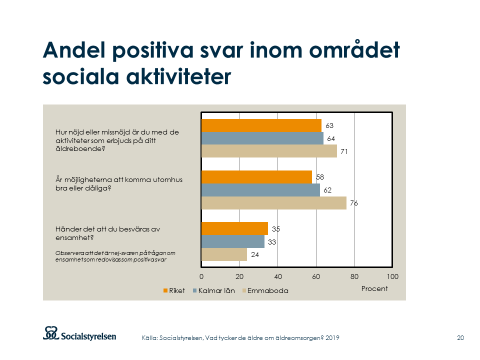 Andel positiva svar inom området
sociala aktiviteter
Hur nöjd eller missnöjd är du med de
aktiviteter som erbjuds på ditt
äldreboende?
63
64
71
Är möjligheterna att komma utomhus
bra eller dåliga?
58
62
76
Händer det att du besväras av
ensamhet?
Observera att det är nej-svaren på frågan om
ensamhet som redovisas som positiva svar
35
33
24
0 20 40 60 80 100
Procent
Riket Kalmar län Emmaboda
Socialstyrelsen
Källa: Socialstyrelsen, Vad tycker de äldre om äldreomsorgen? 2019
20